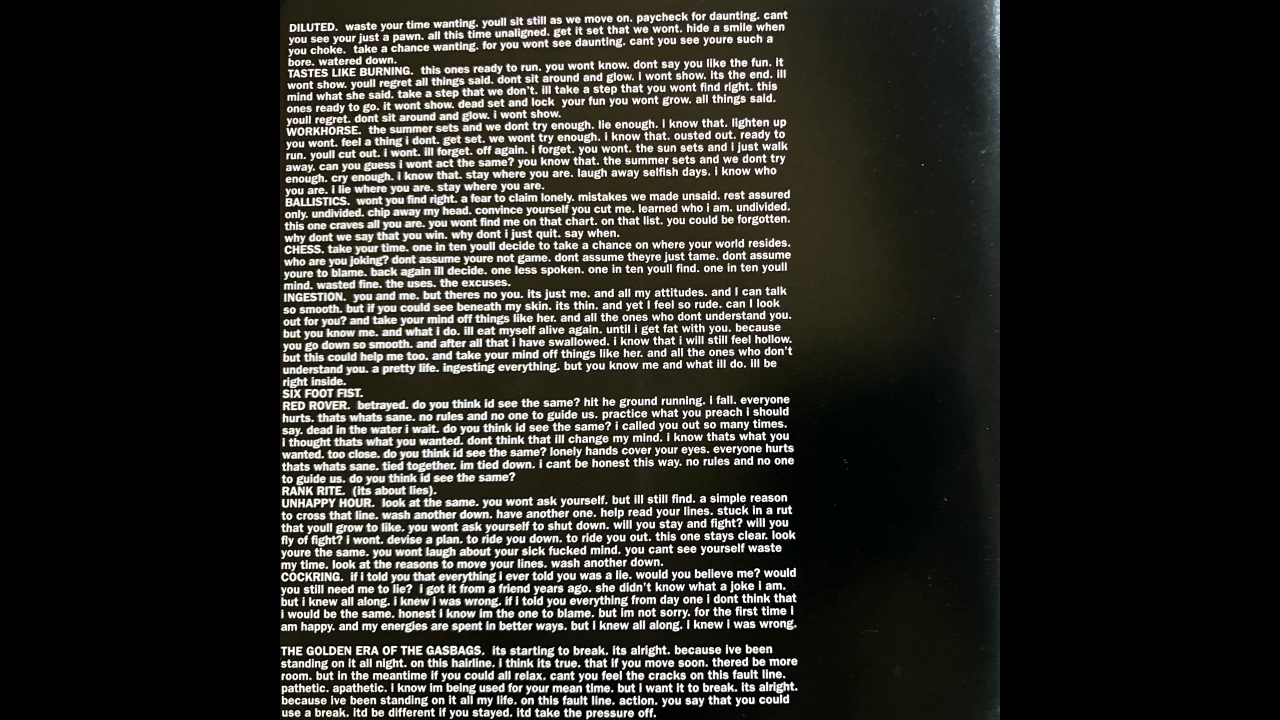 DILUTED. waste your time wanting. youll sit still as we move on. paycheck for daunting. cant
you see your just a pawn. all this time unaligned. get it set that we wont. hide a smile when
you choke. take a chance wanting. for you wont see daunting. cant you see youre such a
bore. watered down.
TASTES LIKE BURNING. this ones ready to run. you wont know. dont say you like the fun. it
wont show. youll regret all things said. dont sit around and glow. i wont show. its the end. ill
mind what she said. take a step that we don't. ill take a step that you wont find right. this
ones ready to go. it wont show. dead set and lock your fun you wont grow. all things said.
youll regret. dont sit around and glow. i wont show.
WORKHORSE. the summer sets and we dont try enough. lie enough. i know that. lighten up
you wont. feel a thing i dont. get set. we wont try enough. i know that. ousted out. ready to
run. youll cut out. i wont. ill forget. off again. i forget. you wont. the sun sets and i just walk
away. can you guess i wont act the same? you know that. the summer sets and we dont try
enough. cry enough. i know that. stay where you are. laugh away selfish days. i know who
you are. i lie where you are. stay where you are.
BALLISTICS. wont you find right. a fear to claim lonely. mistakes we made unsaid. rest assured
only. undivided. chip away my head. convince yourself you cut me. learned who i am. undivided.
this one craves all you are. you wont find me on that chart. on that list. you could be forgotten.
why dont we say that you win. why dont i just quit. say when.
CHESS. take your time. one in ten youll decide to take a chance on where your world resides.
who are you joking? dont assume youre not game. dont assume theyre just tame. dont assume
youre to blame. back again ill decide. one less spoken. one in ten youll find. one in ten youll
mind. wasted fine. the uses. the excuses.
INGESTION. you and me. but theres no you. its just me. and all my attitudes. and I can talk
so smooth. but if you could see beneath my skin. its thin. and yet I feel so rude. can I look
out for you? and take your mind off things like her. and all the ones who dont understand you.
but you know me. and what i do. ill eat myself alive again. until i get fat with you. because
you go down so smooth. and after all that i have swallowed. i know that i will still feel hollow.
but this could help me too. and take your mind off things like her. and all the ones who don't
understand you. a pretty life. ingesting everything. but you know me and what ill do. ill be
right inside.
SIX FOOT FIST.
RED ROVER. betrayed. do you think id see the same? hit he ground running. i fall. everyone
hurts. thats whats sane. no rules and no one to guide us. practice what you preach i should
say. dead in the water i wait. do you think id see the same? i called you out so many times.
i thought thats what you wanted. dont think that ill change my mind. i know thats what you
wanted. too close. do you think id see the same? lonely hands cover your eyes. everyone hurts
thats whats sane. tied together. im tied down. i cant be honest this way. no rules and no one
to guide us. do you think id see the same?
RANK RITE. (its about lies).
UNHAPPY HOUR. look at the same. you wont ask yourself. but ill still find. a simple reason
to cross that line. wash another down. have another one. help read your lines. stuck in a rut
that youll grow to like. you wont ask yourself to shut down. will you stay and fight? will you
fly of fight? i wont. devise a plan. to ride you down. to ride you out. this one stays clear. look
youre the same. you wont laugh about your sick fucked mind. you cant see yourself waste
my time. look at the reasons to move your lines. wash another down.
COCKRING. if i told you that everything i ever told you was a lie. would you believe me? would
you still need me to lie? i got it from a friend years ago. she didn't know what a joke i am.
but i knew all along. i knew i was wrong. if i told you everything from day one i dont think that
i would be the same. honest i know im the one to blame. but im not sorry. for the first time i
am happy. and my energies are spent in better ways. but i knew all along. i knew i was wrong.
THE GOLDEN ERA OF THE GASBAGS. its starting to break. its alright. because ive been
standing on it all night. on this hairline. i think its true. that if you move soon. thered be more
room. but in the meantime if you could all relax. cant you feel the cracks on this fault line.
pathetic. apathetic. i know im being used for your mean time. but i want it to break. its alright.
because ive been standing on it all my life. on this fault line. action. you say that you could
use a break. itd be different if you stayed. itd take the pressure off.